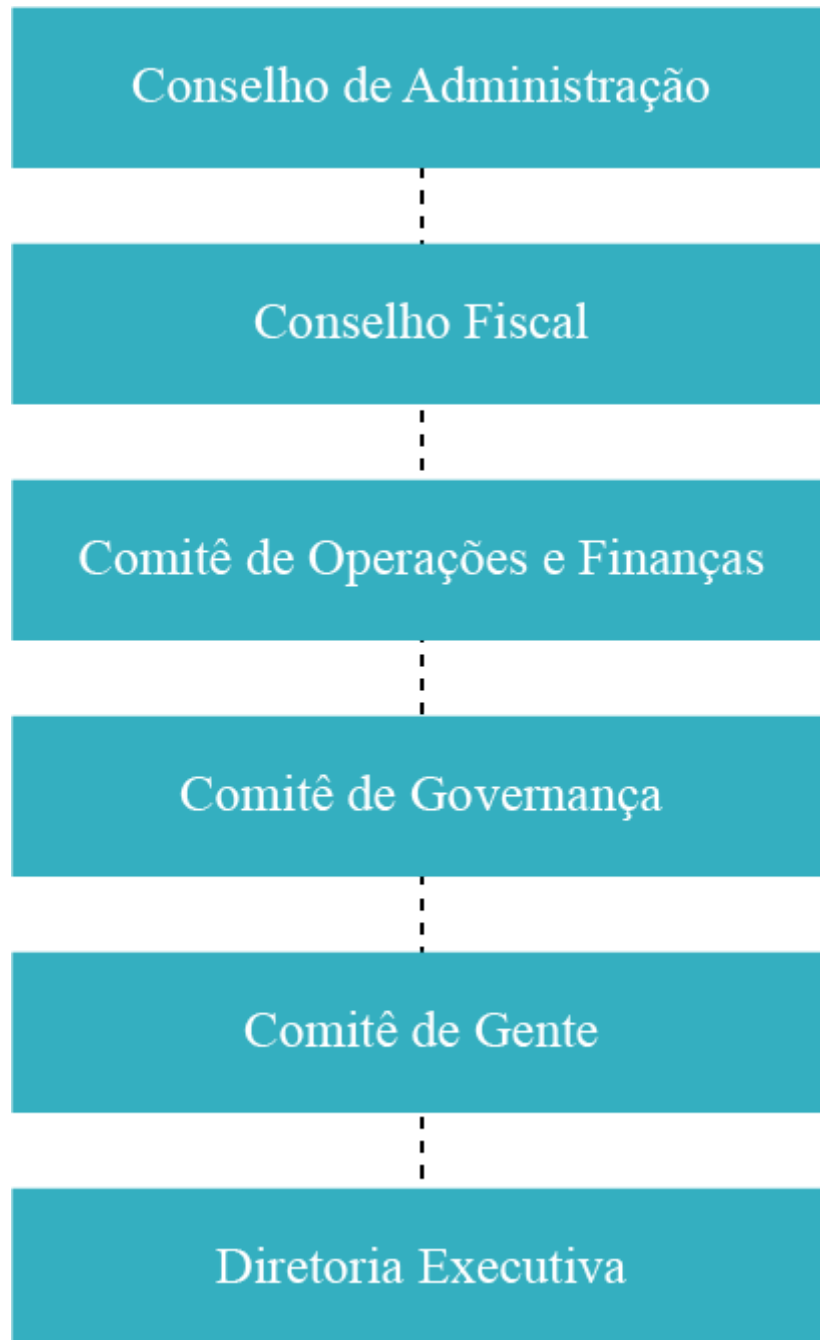 Conselho de Administração
Conselho Fiscal
Comitê de Operações e Finanças
Comitê de Governança
Comitê de Gente
Diretoria Executiva